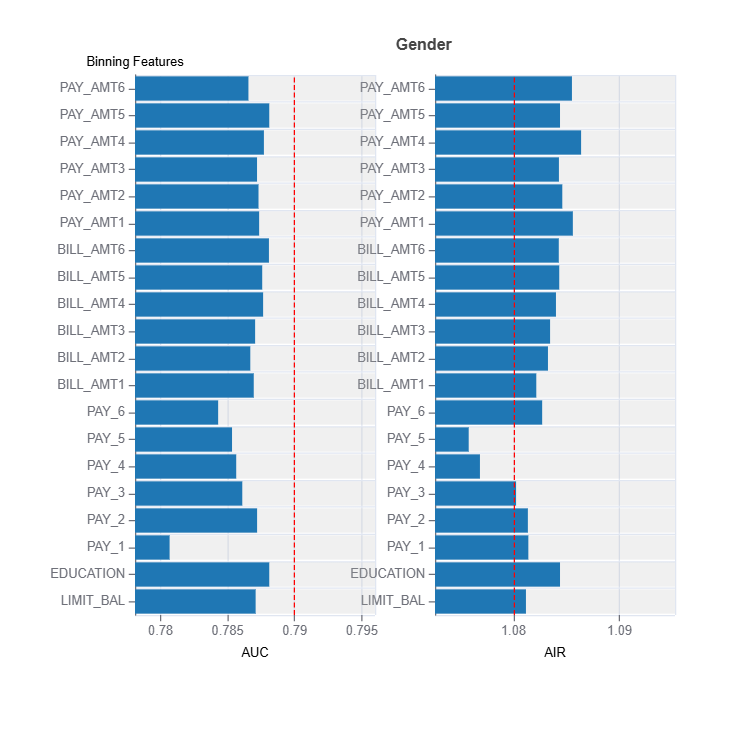 Gender
Binning Features
PAY_AMT6
PAY_AMT5
PAY_AMT4
PAY_AMT3
PAY_AMT2
PAY_AMT1
BILL_AMT6
BILL_AMT5
BILL_AMT4
BILL_AMT3
BILL_AMT2
BILL_AMT1
PAY_6
PAY_5
PAY_4
PAY_3
PAY_2
PAY_1
EDUCATION
LIMIT_BAL
0.78 0.785 0.79 0.795
AUC
PAY_AMT6
PAY_AMT5
PAY_AMT4
PAY_AMT3
PAY_AMT2
PAY_AMT1
BILL_AMT6
BILL_AMT5
BILL_AMT4
BILL_AMT3
BILL_AMT2
BILL_AMT1
PAY_6
PAY_5
PAY_4
PAY_3
PAY_2
PAY_1
EDUCATION
LIMIT_BAL
1.08 1.09
AIR